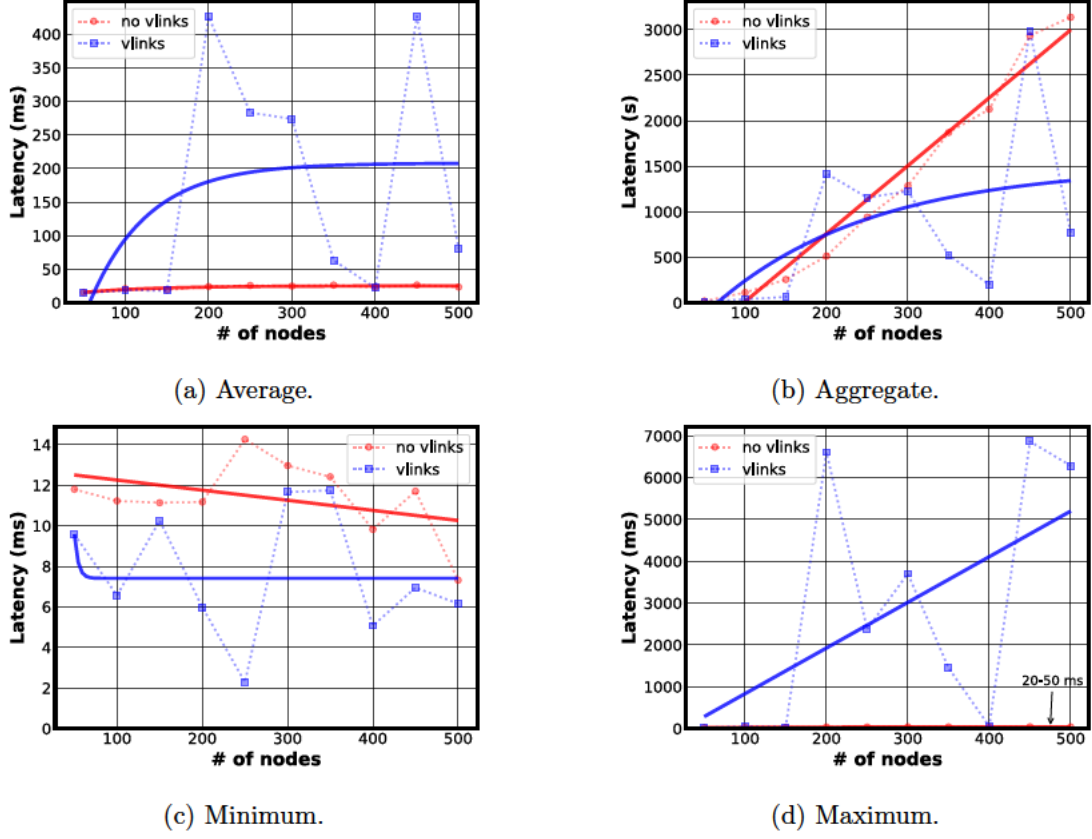 no vlinks
vlinks
Latency (ms)
400
350
300
250
200
150
100
50
0
100 200 300 400 500
# of nodes
(a) Average.
no vlinks
vlinks
Latency (s)
3000
2500
2000
1500
1000
500
0
100 200 300 400 500
# of nodes
(b) Aggregate.
no vlinks
vlinks
Latency (ms)
14
12
10
8
6
4
2
0
100 200 300 400 500
# of nodes
(c) Minimum.
no vlinks
vlinks
Latency (ms)
7000
6000
5000
4000
3000
2000
1000
0
20-50 ms
100 200 300 400 500
# of nodes
(d) Maximum.